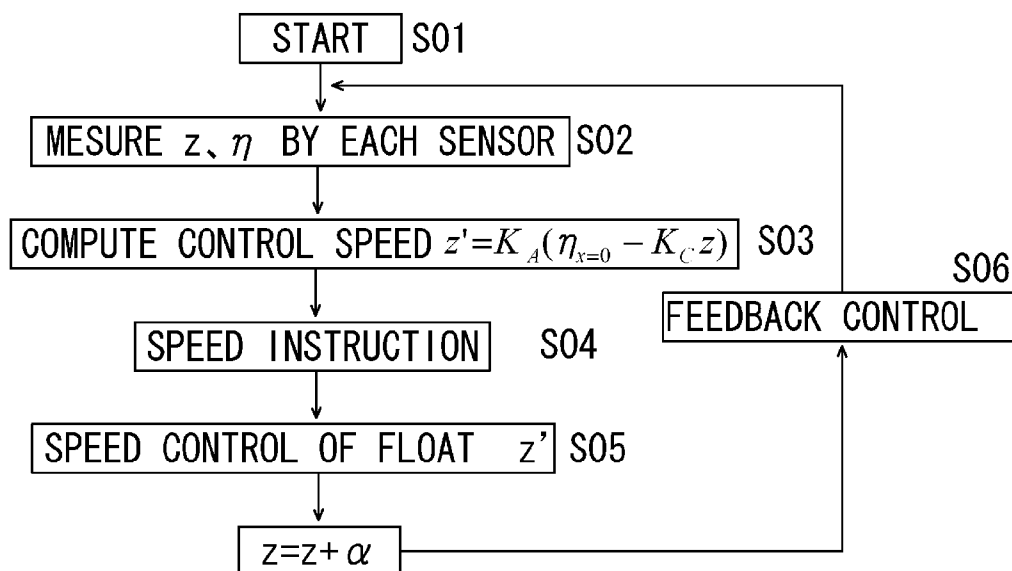 START S01
MESURE z、η BY EACH SENSOR S02
COMPUTE CONTROL SPEED z'=K_A(η_{x=0} − K_C z) S03
S06
FEEDBACK CONTROL
SPEED INSTRUCTION S04
SPEED CONTROL OF FLOAT z' S05
z=z+α